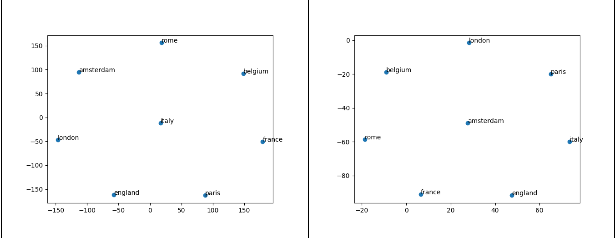 rome
150
amsterdam
belgium
100
50
italy
0
london
france
−50
−100
england
paris
−150
−150 −100 −50 0 50 100 150
0
london
belgium
paris
−20
−40
amsterdam
rome
italy
−60
−80
france
england
−20 0 20 40 60